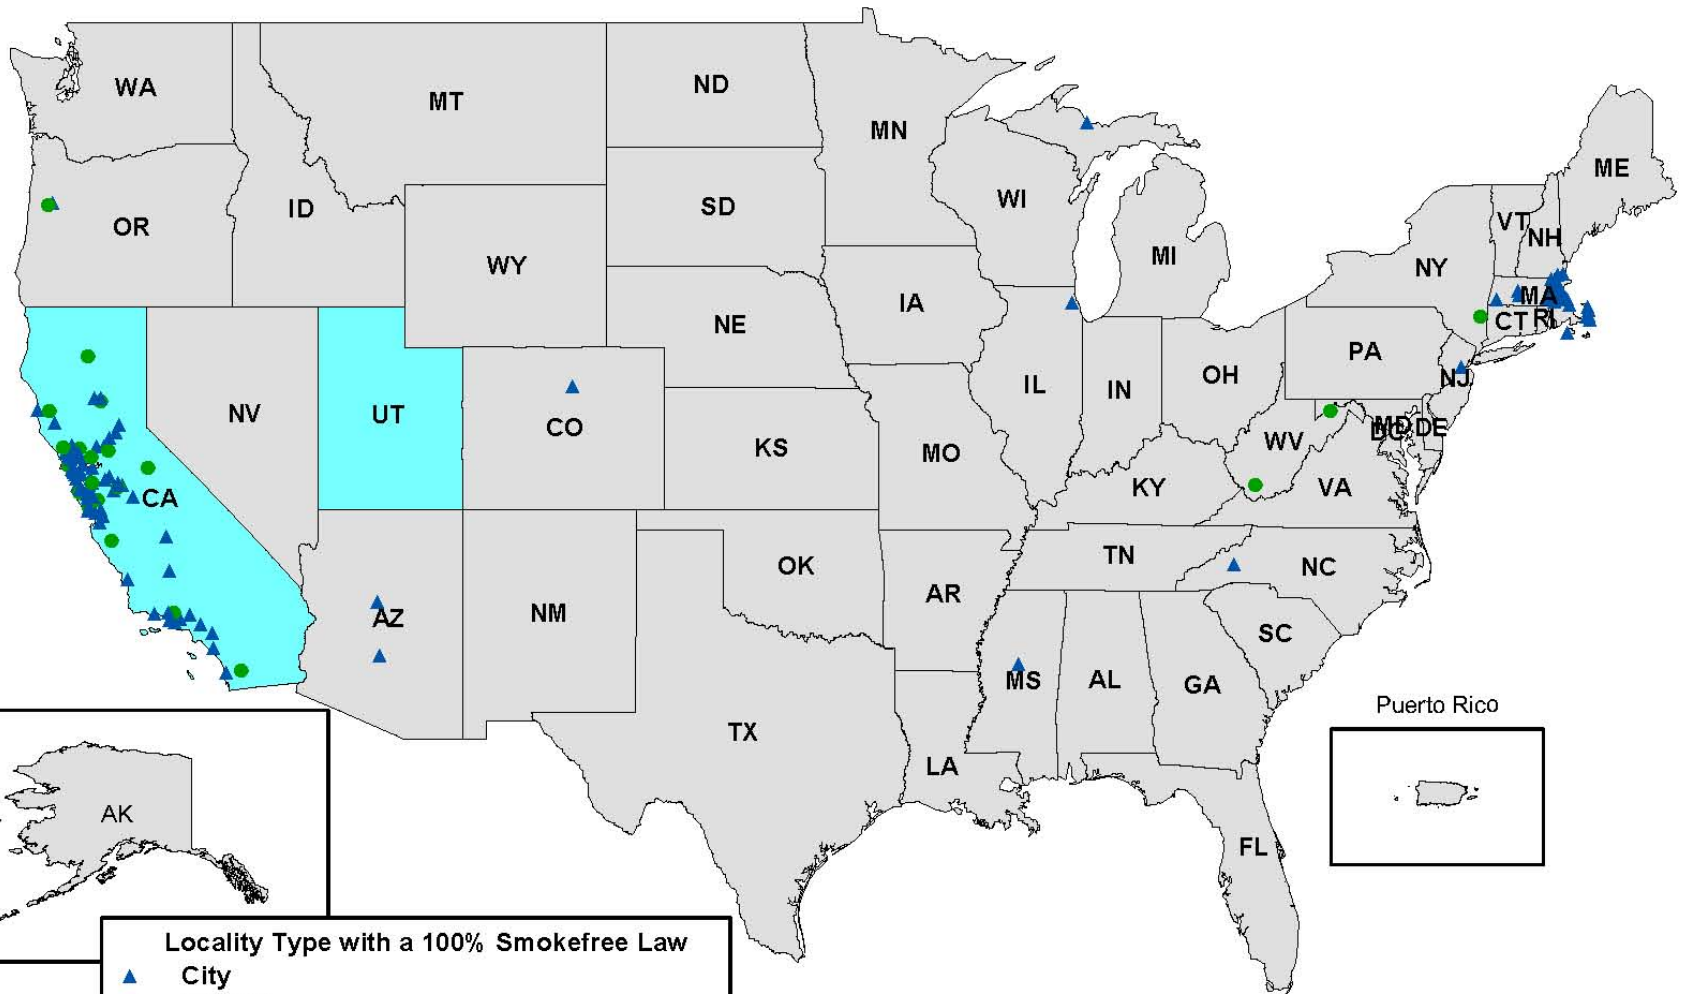 WA
MT
ND
MN
ME
OR
ID
SD
WI
VT
NH
WY
MI
NY
IA
MA
NE
CT RI
PA
NV
UT
CO
IL
IN
OH
NJ
KS
MO
WV
MD
DC
DE
CA
KY
VA
OK
TN
NC
AZ
NM
AR
SC
MS
AL
GA
TX
LA
Puerto Rico
AK
FL
Locality Type with a 100% Smokefree Law
City